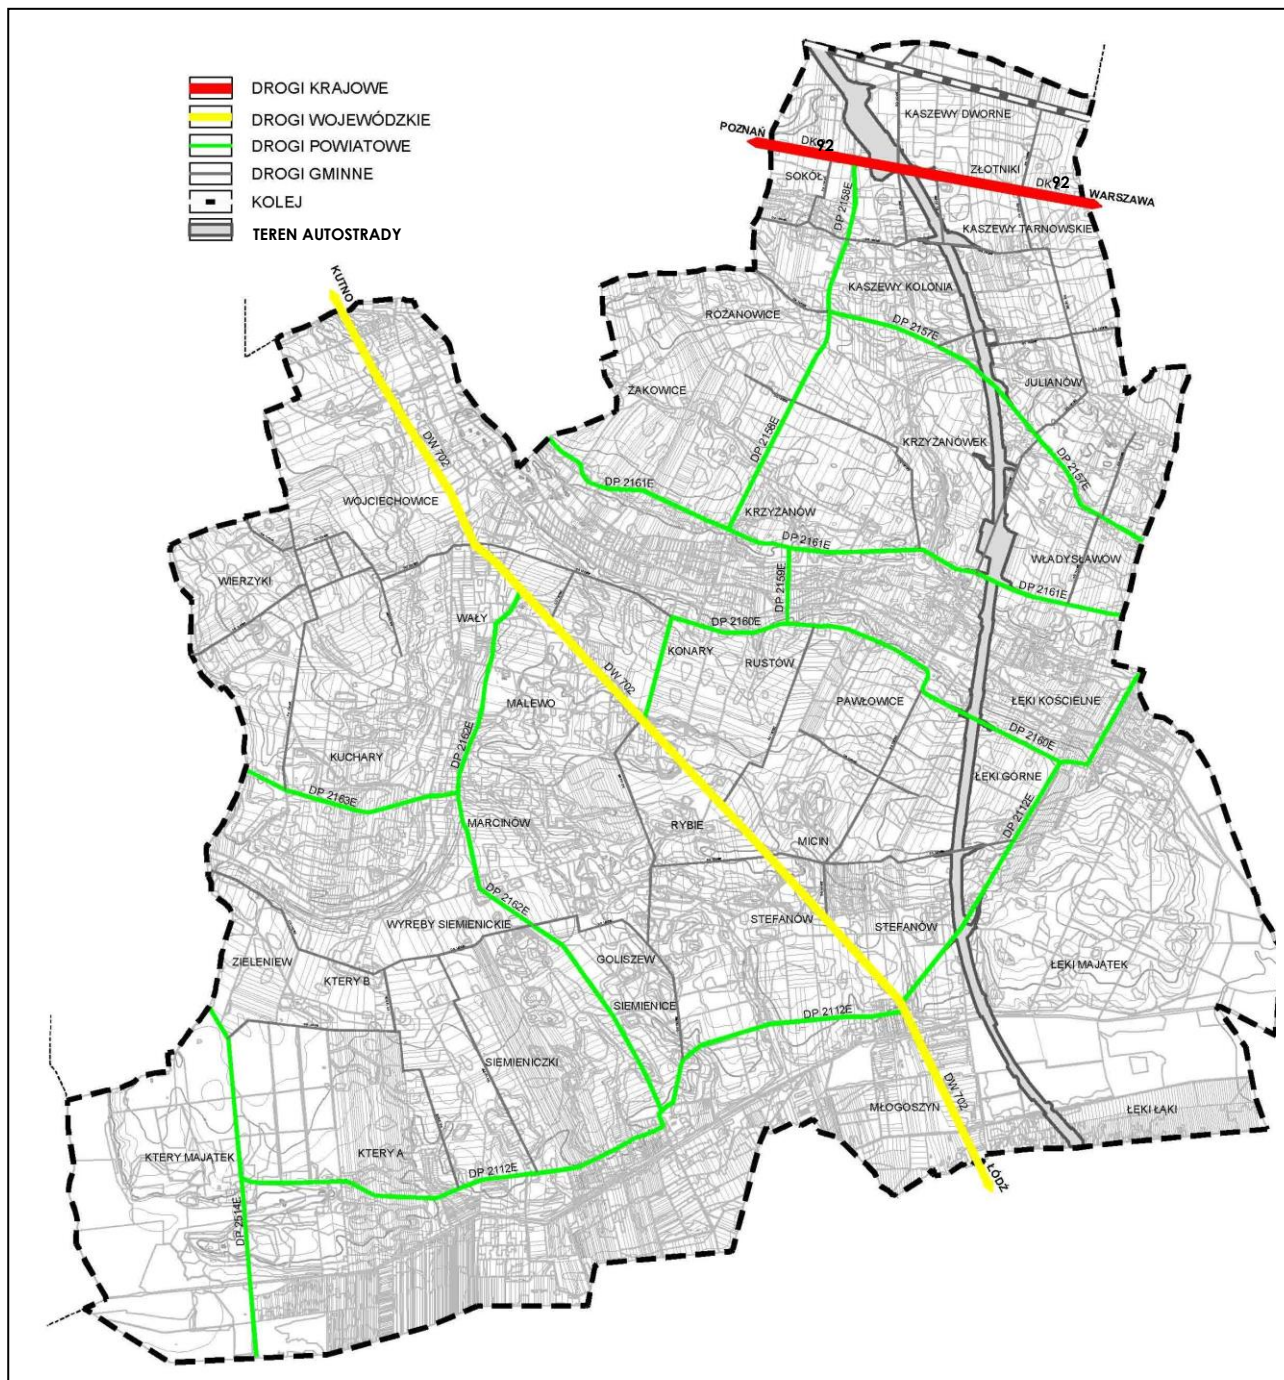 DROGI KRAJOWE
DROGI WOJEWÓDZKIE
DROGI POWIATOWE
DROGI GMINNE
KOLEJ
TEREN AUTOSTRADY
KASZEWY DWORNE
POZNAŃ
DK 92
ZŁOTNIKI
SOKÓŁ
DK 92
WARSZAWA
DP 2158E
KASZEWY TARNOWSKIE
KUTNO
KASZEWY KOLONIA
ROŻANOWICE
DP 2157E
ŻAKOWICE
JULIANÓW
DP 2158E
KRZYŻANÓWEK
DW 702
DP 2157E
DP 2161E
WOJCIECHOWICE
KRZYŻANÓW
DP 2161E
WŁADYSŁAWÓW
WIERZYKI
DP 2159E
DP 2161E
WAŁY
DP 2160E
KONARY
RUSTÓW
DW 702
MALEWO
PAWŁOWICE
ŁĘKI KOŚCIELNE
DP 2162E
DP 2160E
KUCHARY
ŁĘKI GÓRNE
DP 2163E
DP 2112E
MARCINÓW
RYBIE
MICIN
DP 2162E
WYRĘBY SIEMIENICKIE
STEFANÓW
STEFANÓW
ZIELENIEW
GOLISZEW
ŁĘKI MAJĄTEK
KTERY B
SIEMIENICE
DP 2112E
SIEMIENICZKI
DW 702
MŁOGOSZYN
ŁĘKI ŁĄKI
KTERY MAJĄTEK
KTERY A
DP 2112E
ŁÓDŹ
DP 2514E